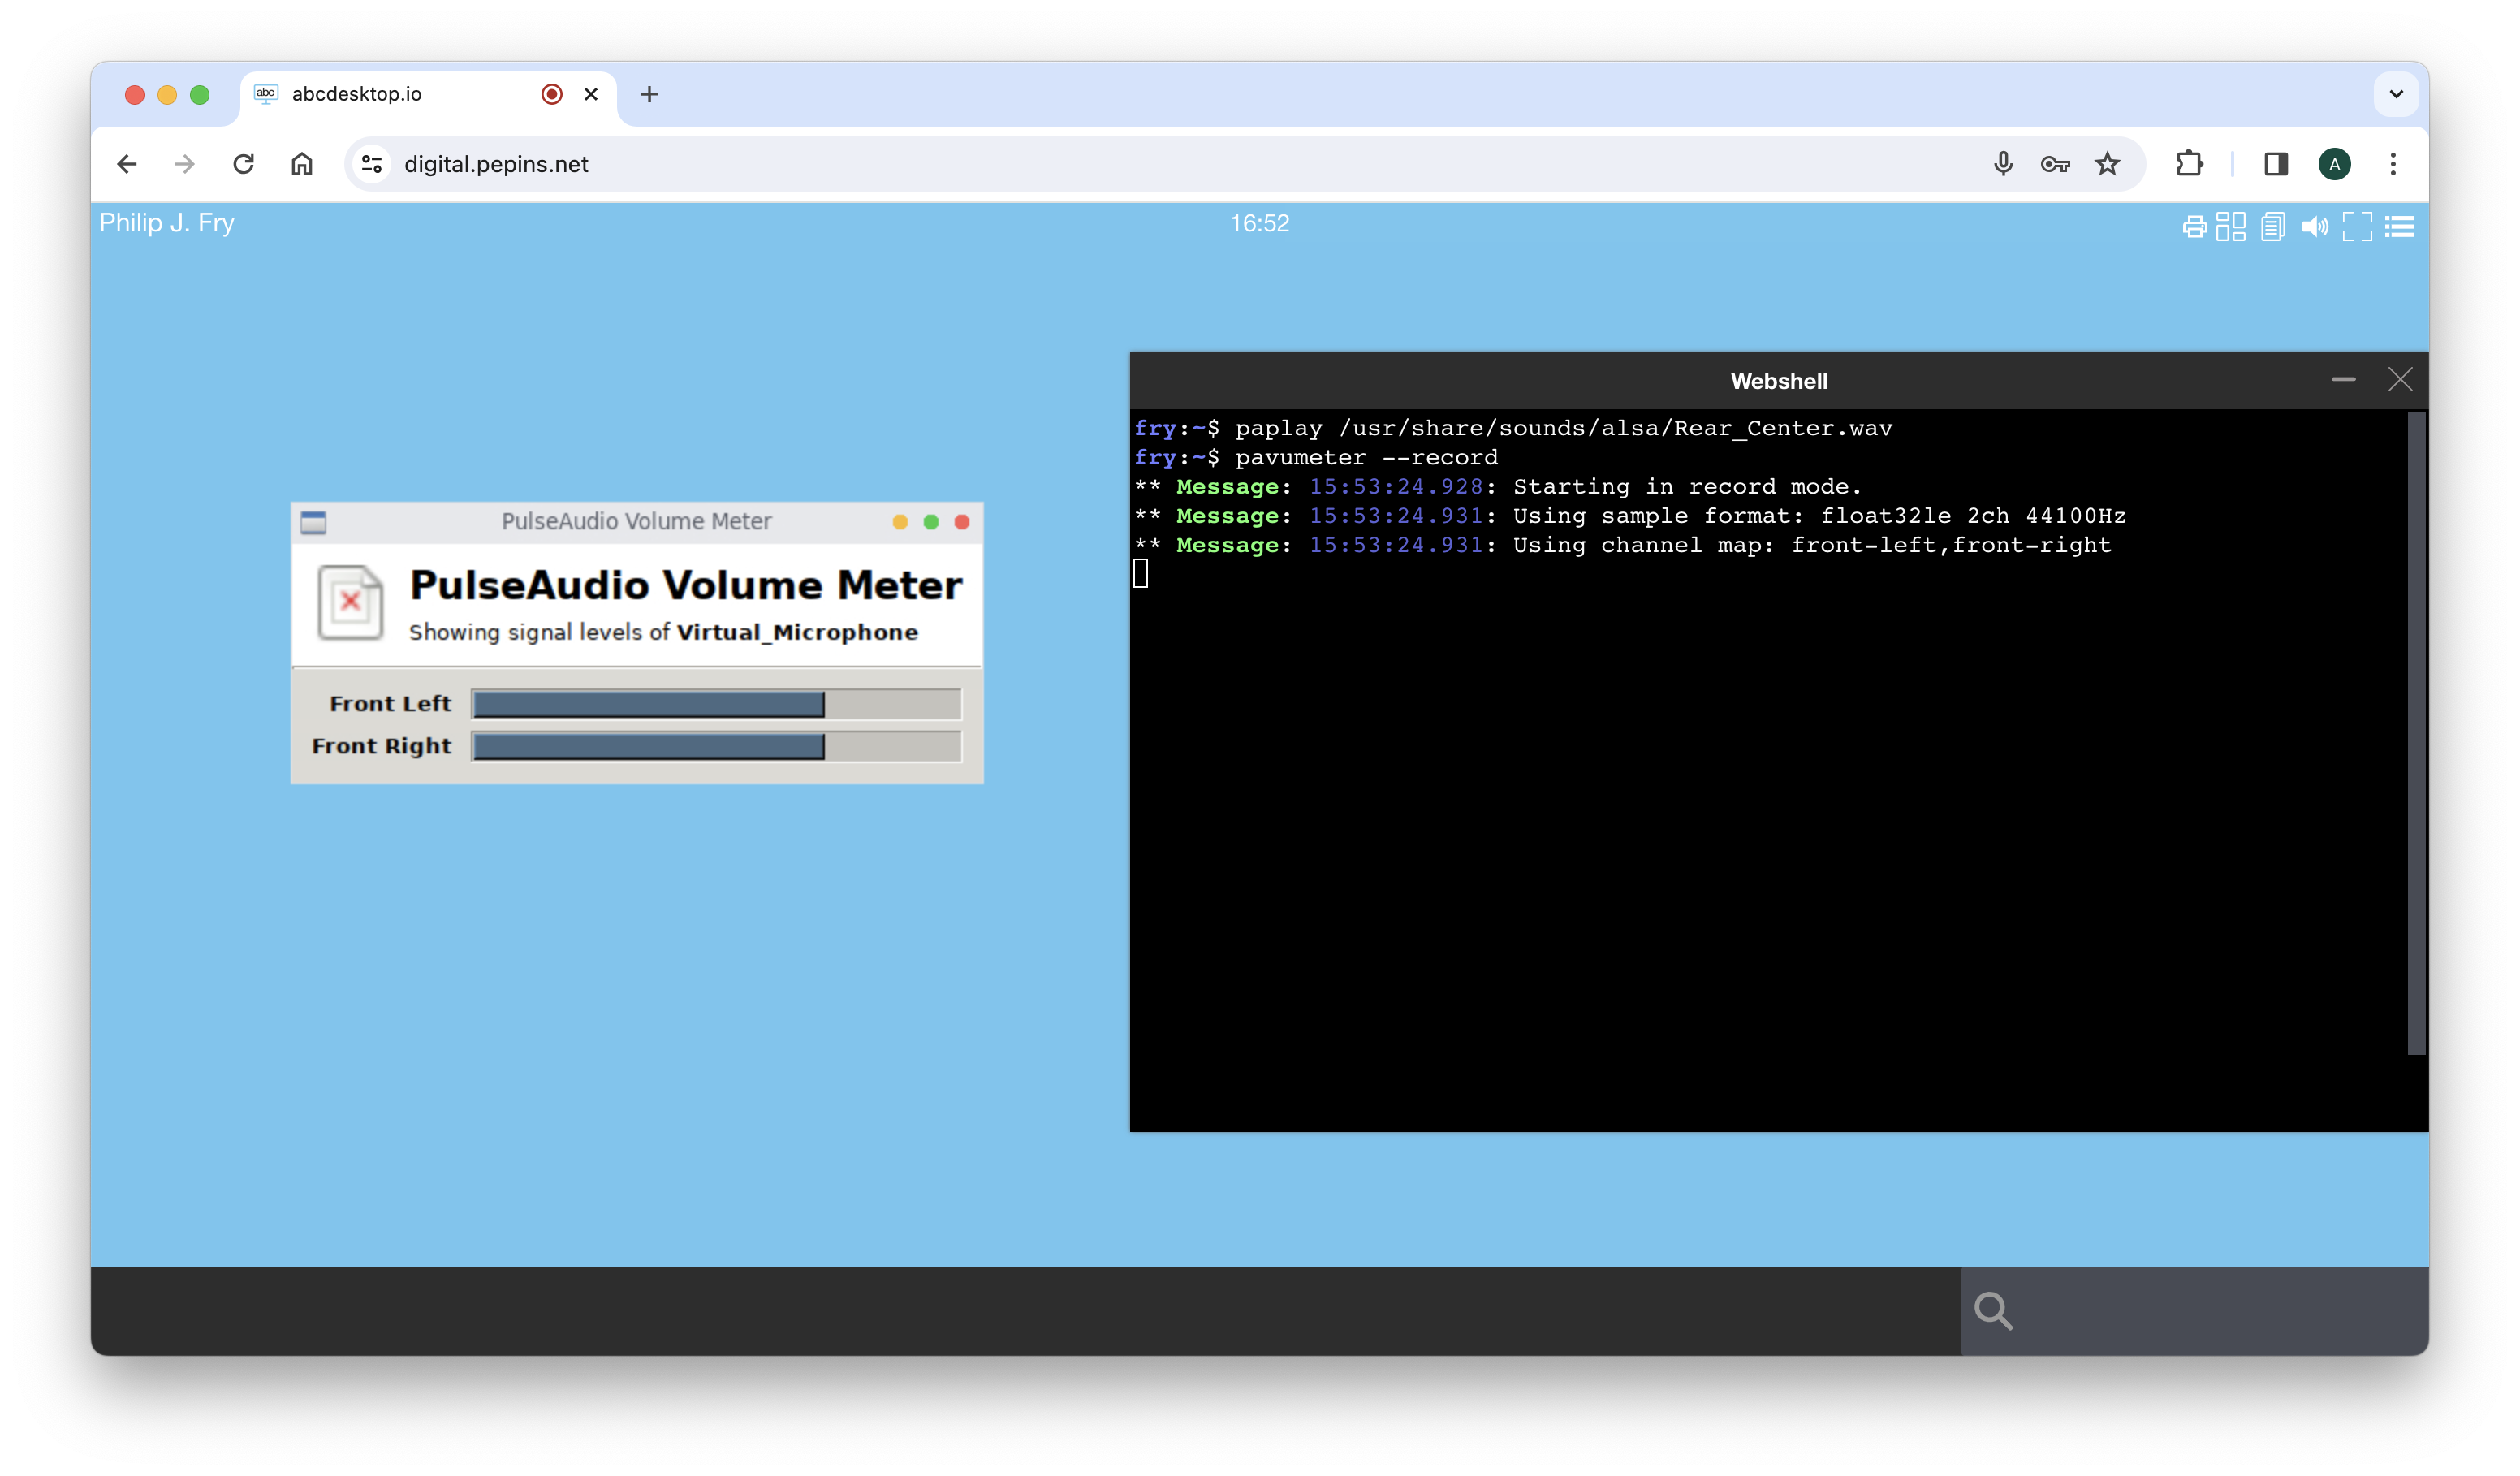 abc abcdesktop.io
digital.pepins.net
A
Philip J. Fry
16:52
Webshell
fry:~$ paplay /usr/share/sounds/alsa/Rear_Center.wav
fry:~$ pavumeter --record
** Message: 15:53:24.928: Starting in record mode.
** Message: 15:53:24.931: Using sample format: float32le 2ch 44100Hz
** Message: 15:53:24.931: Using channel map: front-left,front-right
PulseAudio Volume Meter
PulseAudio Volume Meter
Showing signal levels of Virtual_Microphone
Front Left
Front Right